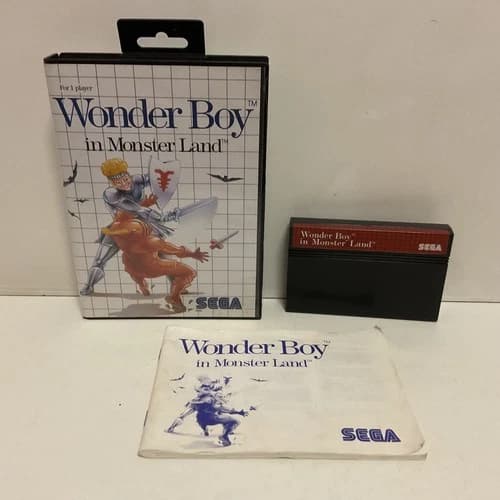 For 1 player
Wonder Boy™
in Monster Land™
SEGA
Wonder Boy™
in Monster Land™
SEGA
Wonder Boy™
in Monster Land™
SEGA